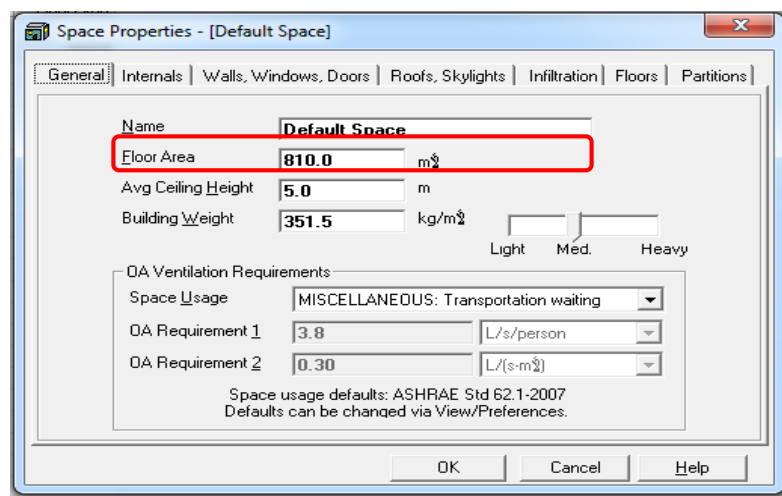 Space Properties - [Default Space]
General Internals Walls, Windows, Doors Roofs, Skylights Infiltration Floors Partitions
Name Default Space
Floor Area 810.0 m²
Avg Ceiling Height 5.0 m
Building Weight 351.5 kg/m²
Light Med. Heavy
OA Ventilation Requirements
Space Usage MISCELLANEOUS: Transportation waiting
OA Requirement 1 3.8 L/s/person
OA Requirement 2 0.30 L/(s-m²)
Space usage defaults: ASHRAE Std 62.1-2007
Defaults can be changed via View/Preferences.
OK Cancel Help